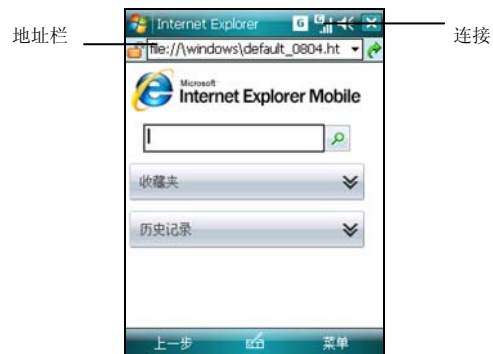 Internet Explorer G G
地址栏
连接
file://\windows\default_0804.ht
Microsoft
Internet Explorer Mobile
收藏夹
历史记录
上一步 菜单